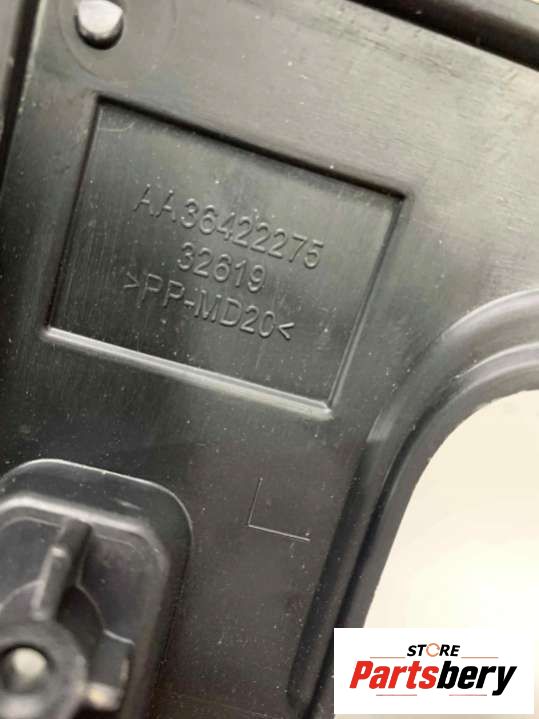 AA36422275
32619
>PP-MD20<
L
STORE
Partsbery